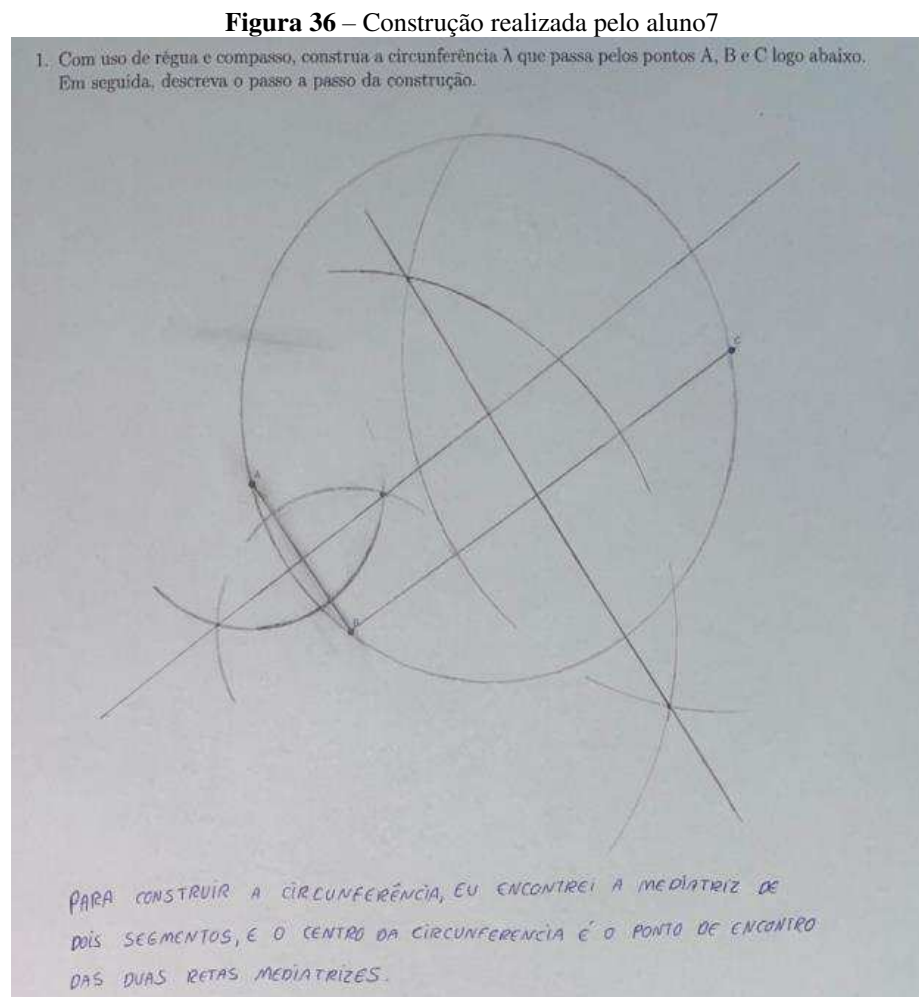 Figura 36 – Construção realizada pelo aluno7
1. Com uso de régua e compasso, construa a circunferência λ que passa pelos pontos A, B e C logo abaixo.
Em seguida, descreva o passo a passo da construção.
C
A
B
PARA CONSTRUIR A CIRCUNFERÊNCIA, EU ENCONTREI A MEDIATRIZ DE
DOIS SEGMENTOS, E O CENTRO DA CIRCUNFERENCIA É O PONTO DE ENCONTRO
DAS DUAS RETAS MEDIATRIZES.